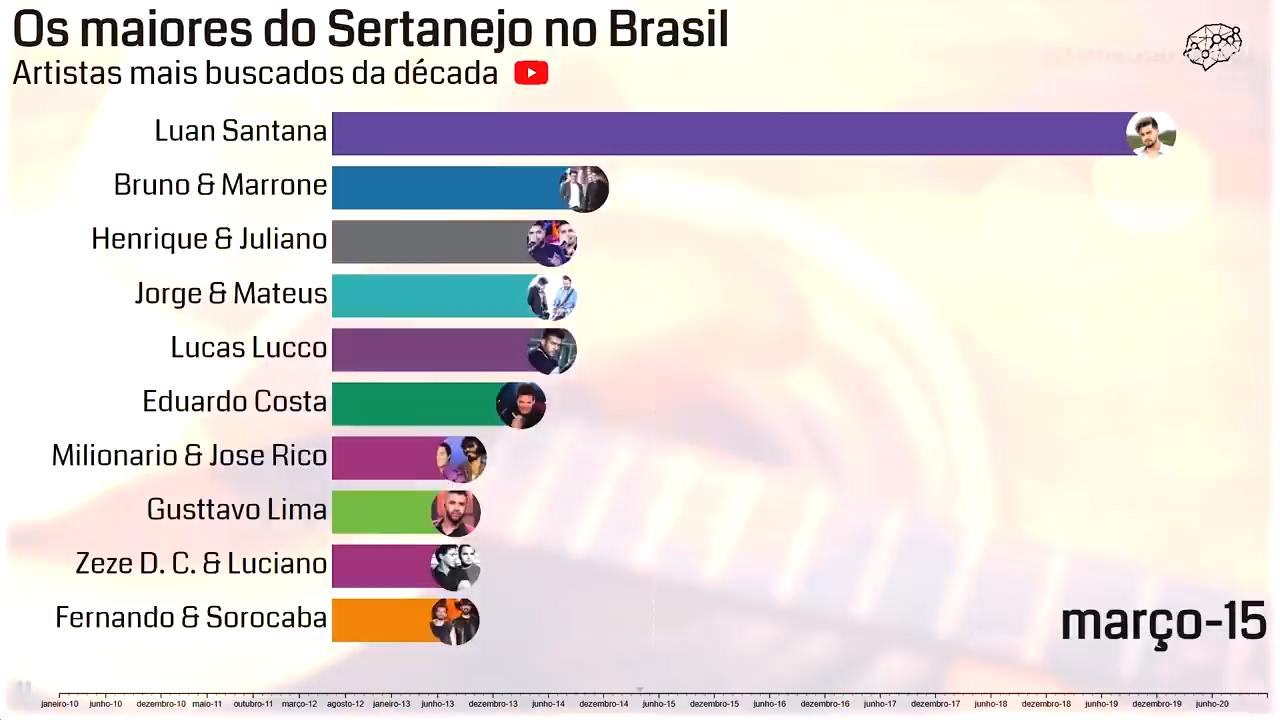 Os maiores do Sertanejo no Brasil
Artistas mais buscados da década
Luan Santana
Bruno & Marrone
Henrique & Juliano
Jorge & Mateus
Lucas Lucco
Eduardo Costa
Milionario & Jose Rico
Gusttavo Lima
Zeze D. C. & Luciano
Fernando & Sorocaba
março-15
janeiro-10 junho-10 dezembro-10 maio-11 outubro-11 março-12 agosto-12 janeiro-13 junho-13 dezembro-13 junho-14 dezembro-14 junho-15 dezembro-15 junho-16 dezembro-16 junho-17 dezembro-17 junho-18 dezembro-18 junho-19 dezembro-19 junho-20